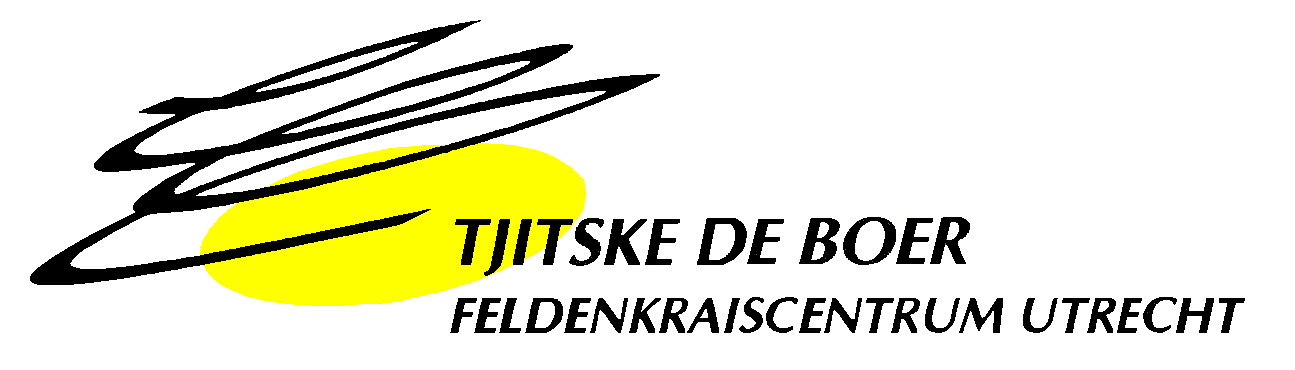 TJITSKE DE BOER
FELDENKRAISCENTRUM UTRECHT